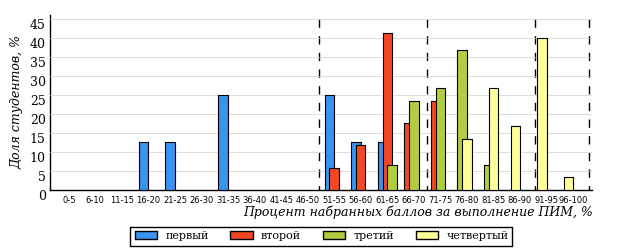 45
40
35
30
25
20
15
10
5
0
Доля студентов, %
0-5 6-10 11-15 16-20 21-25 26-30 31-35 36-40 41-45 46-50 51-55 56-60 61-65 66-70 71-75 76-80 81-85 86-90 91-95 96-100
Процент набранных баллов за выполнение ПИМ, %
первый второй третий четвертый